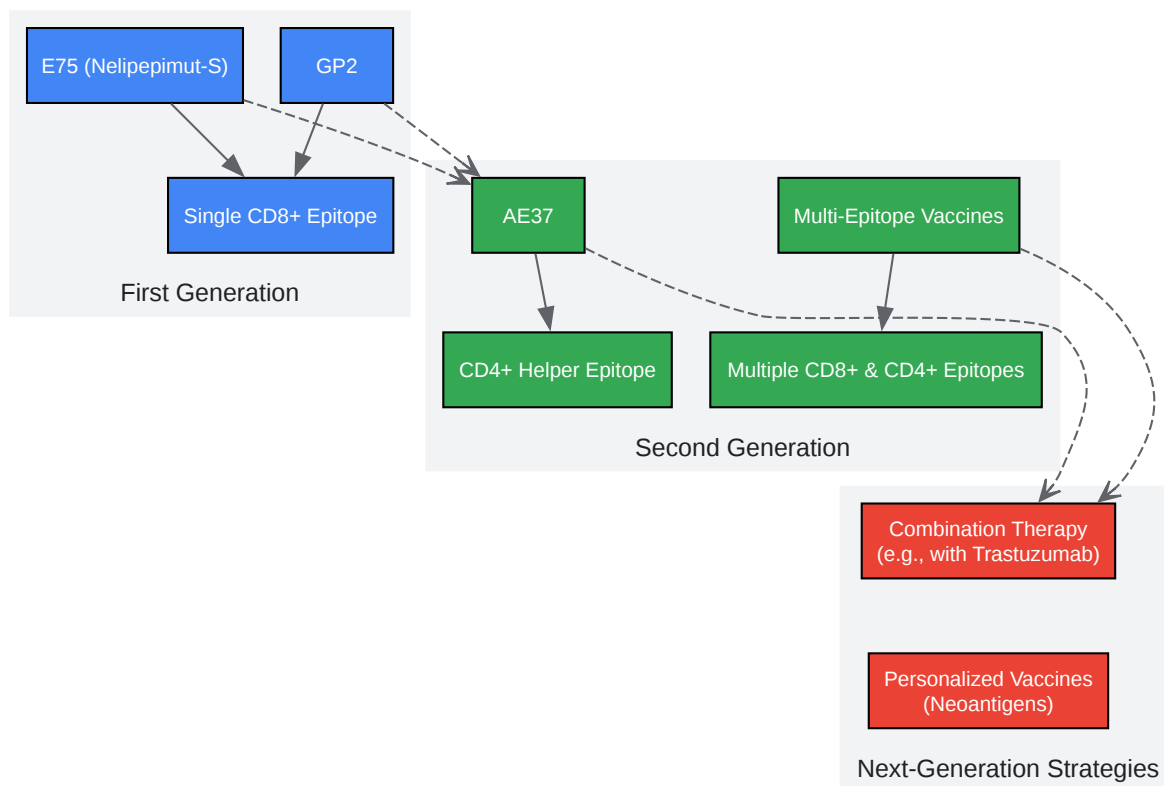 E75 (Nelipepimut-S)
GP2
Single CD8+ Epitope
First Generation
AE37
Multi-Epitope Vaccines
CD4+ Helper Epitope
Multiple CD8+ & CD4+ Epitopes
Second Generation
Combination Therapy
(e.g., with Trastuzumab)
Personalized Vaccines
(Neoantigens)
Next-Generation Strategies